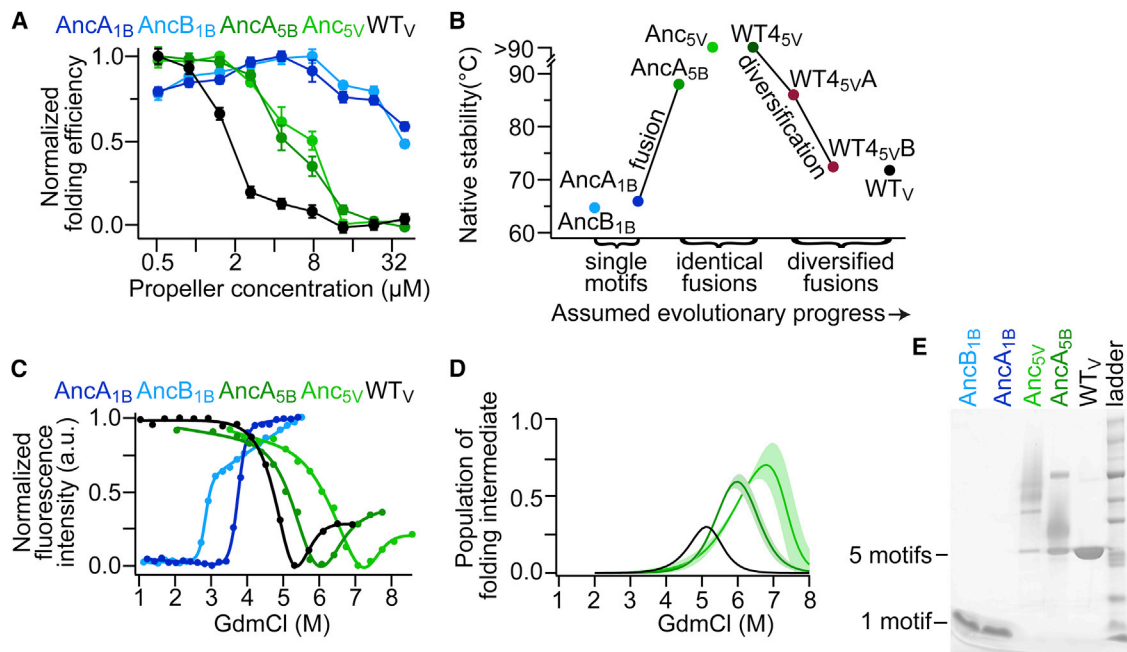 A
AncA1B AncB1B AncA5B Anc5V WTV
Normalized
folding efficiency
1.0
0.5
0.0
0.5 2 8 32
Propeller concentration (µM)
B
Native stability(°C)
>90
90
80
70
60
AncB1B
AncA1B
fusion
AncA5B
Anc5V
WT45V
diversification
WT45VA
WT45VB
WTV
single
motifs
identical
fusions
diversified
fusions
Assumed evolutionary progress→
C
AncA1B AncB1B AncA5B Anc5V WTV
Normalized
fluorescence
intensity (a.u.)
1.0
0.5
0.0
1 2 3 4 5 6 7 8
GdmCl (M)
D
Population of
folding intermediate
1.0
0.5
0.0
1 2 3 4 5 6 7 8
GdmCl (M)
E
AncB1B
AncA1B
Anc5V
AncA5B
WTV
ladder
5 motifs
1 motif